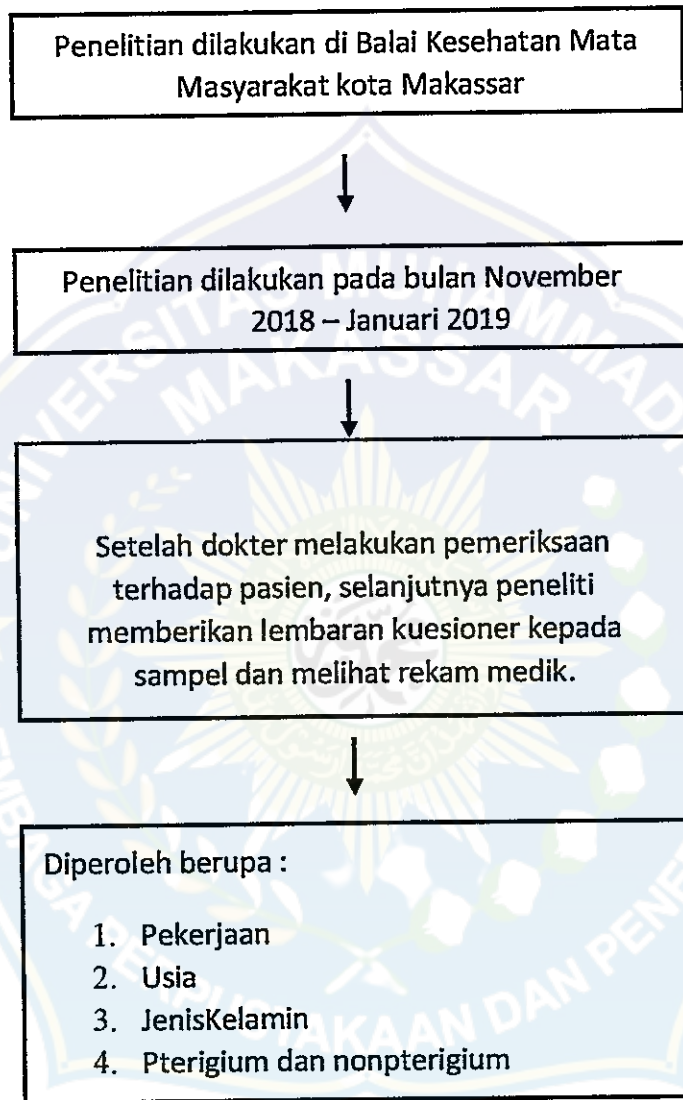 Penelitian dilakukan di Balai Kesehatan Mata
Masyarakat kota Makassar
Penelitian dilakukan pada bulan November
2018 – Januari 2019
Setelah dokter melakukan pemeriksaan
terhadap pasien, selanjutnya peneliti
memberikan lembaran kuesioner kepada
sampel dan melihat rekam medik.
Diperoleh berupa :
1. Pekerjaan
2. Usia
3. JenisKelamin
4. Pterigium dan nonpterigium
MAKASSAR